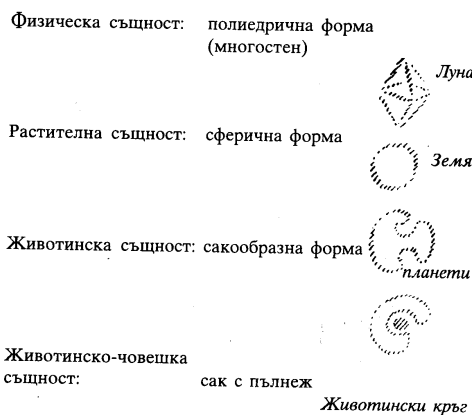 Физическа същност: полиедрична форма
(многостен)
Луна
Растителна същност: сферична форма
Земя
Животинска същност: сакообразна форма
планети
Животинско-човешка
същност: сак с пълнеж
Животински кръг